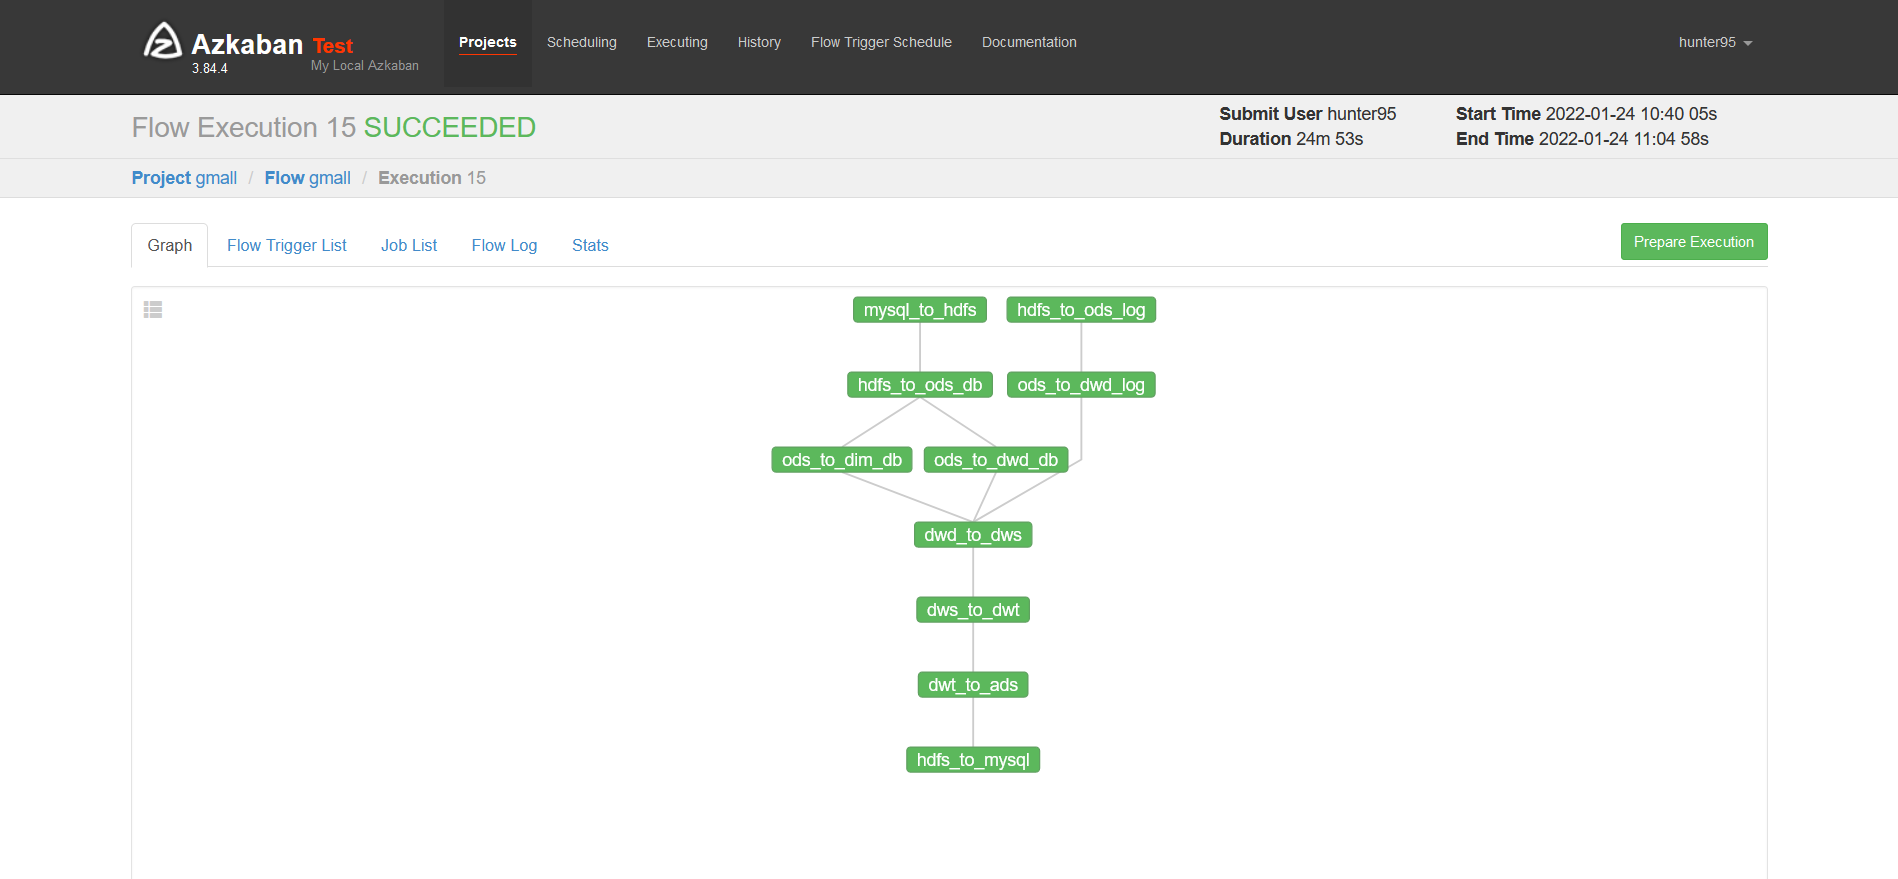 Azkaban Test
3.84.4 My Local Azkaban
Projects Scheduling Executing History Flow Trigger Schedule Documentation hunter95
Flow Execution 15 SUCCEEDED
Submit User hunter95 Start Time 2022-01-24 10:40 05s
Duration 24m 53s End Time 2022-01-24 11:04 58s
Project gmall / Flow gmall / Execution 15
Graph Flow Trigger List Job List Flow Log Stats Prepare Execution
mysql_to_hdfs hdfs_to_ods_log
hdfs_to_ods_db ods_to_dwd_log
ods_to_dim_db ods_to_dwd_db
dwd_to_dws
dws_to_dwt
dwt_to_ads
hdfs_to_mysql